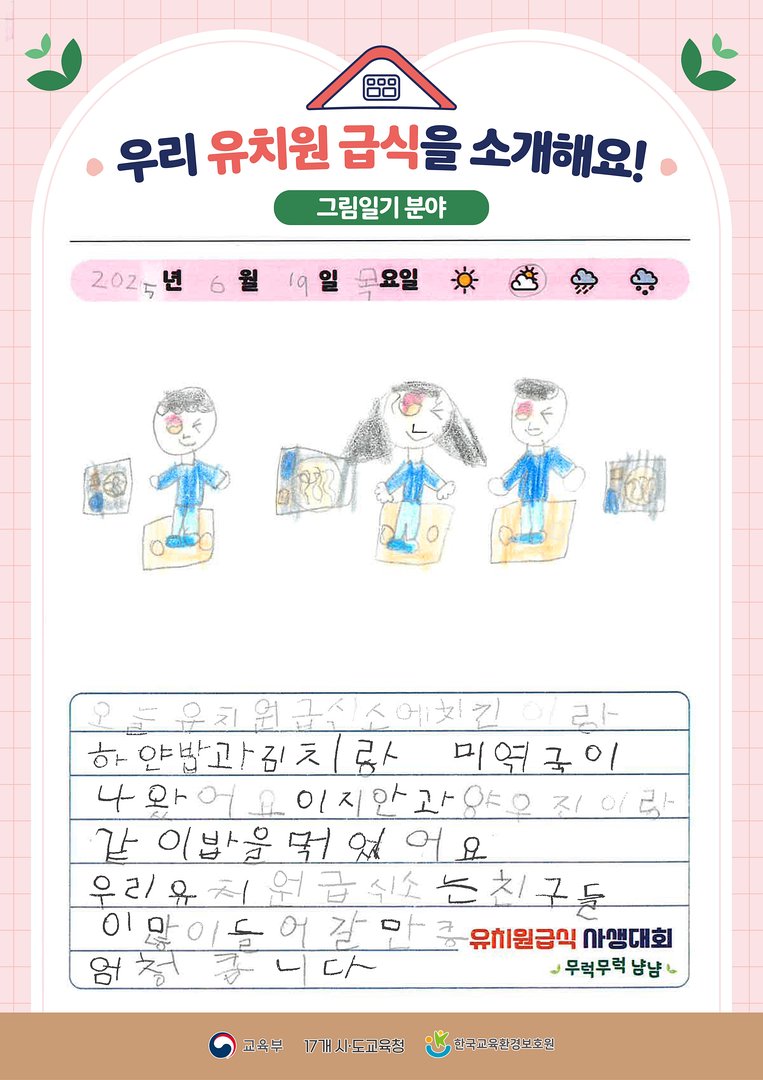 우리 유치원 급식을 소개해요!
그림일기 분야
2025년 6월 19일 목요일
오늘 유치원급식소에치킨이랑
하얀밥과김치랑 미역국이
나왔어요이지안과양우진이랑
같이밥을먹었어요
우리유치원급식소는친구들
이많이들어갈만큼
엄청큽니다
유치원급식 사생대회
무럭무럭 냠냠
교육부 17개 시·도교육청 한국교육환경보호원